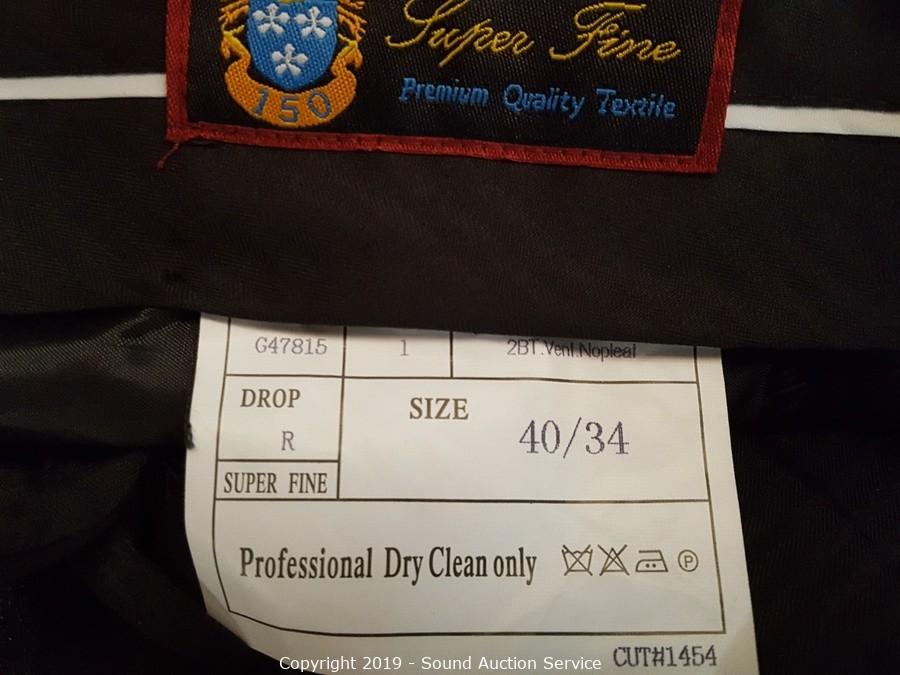 Super Fine
150
Premium Quality Textile
G47815 1 2BT.Vent.Nopleat
DROP SIZE
R 40/34
SUPER FINE
Professional Dry Clean only P
CUT#1454
Copyright 2019 - Sound Auction Service